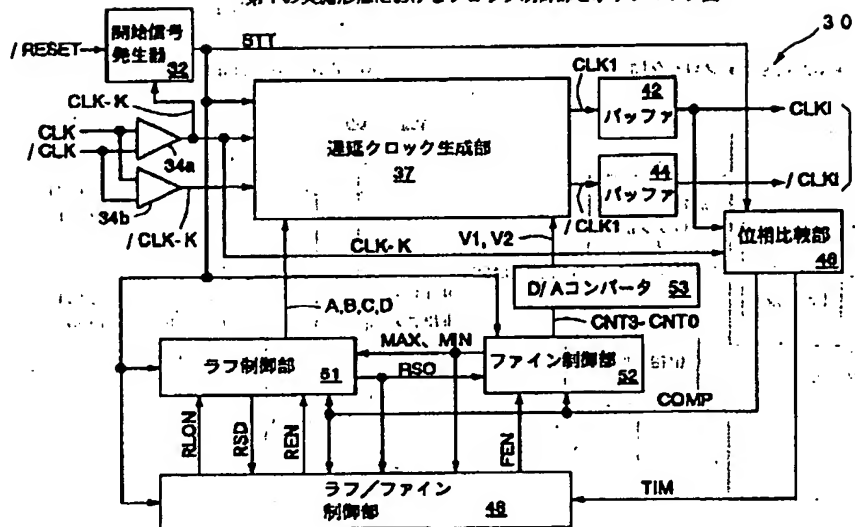 30
/RESET
開始信号
発生器
32
STT
CLK-K
CLK
/CLK
34a
34b
/CLK-K
遅延クロック生成部
37
CLK1
/CLK1
バッファ
42
バッファ
44
CLKI
/CLKI
位相比較部
46
CLK-K
V1, V2
D/Aコンバータ
53
A,B,C,D
CNT3-CNT0
MAX、MIN
RSO
ラフ制御部
51
ファイン制御部
52
COMP
RLON
RSD
REN
FEN
TIM
ラフ/ファイン
制御部
48